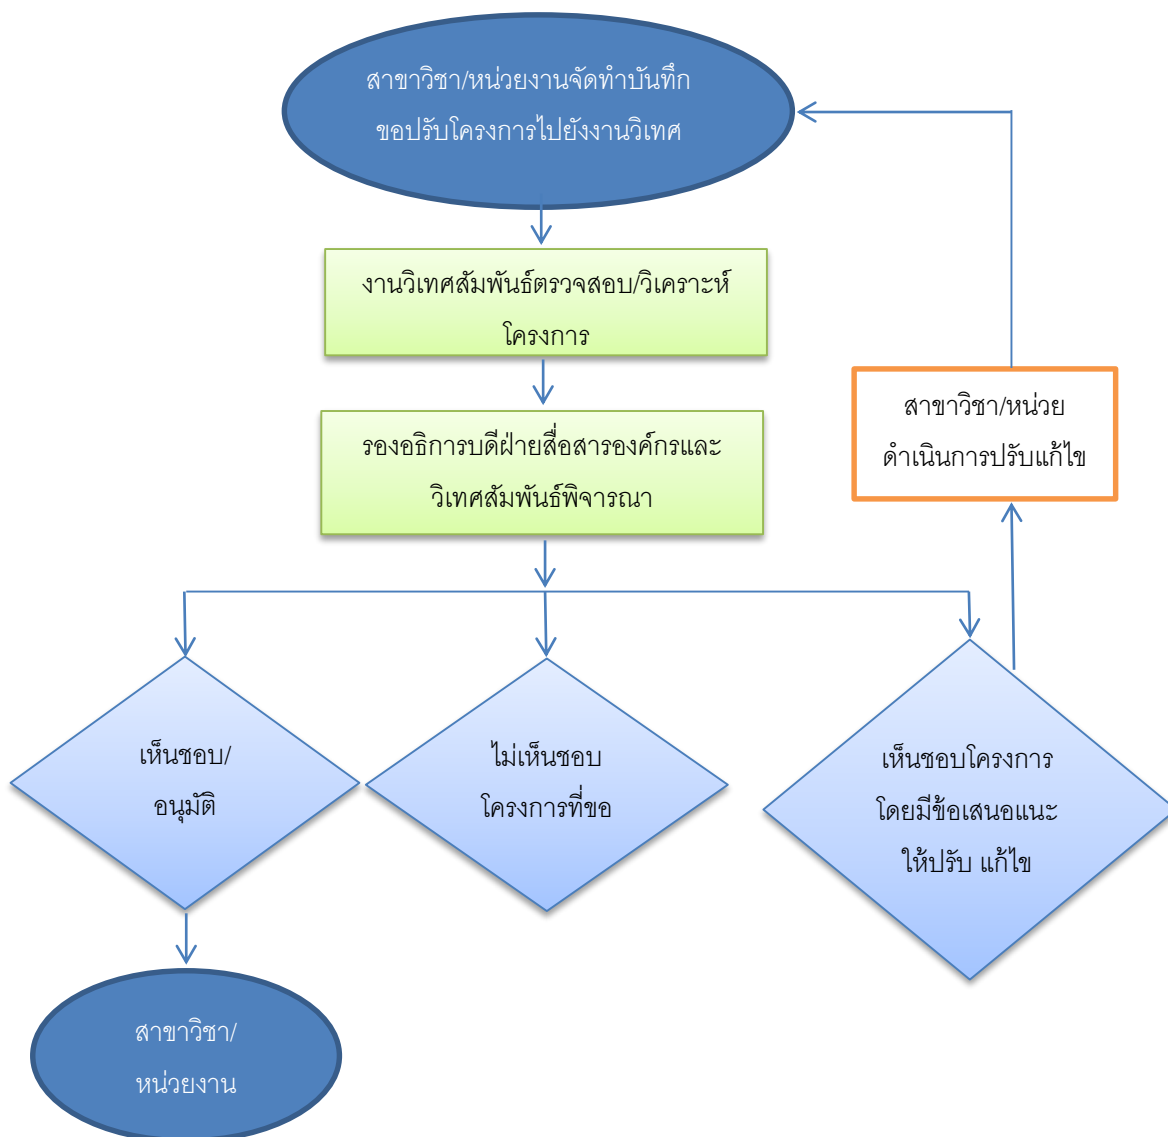 สาขาวิชา/หน่วยงานจัดทำบันทึก
ขอปรับโครงการไปยังงานวิเทศ
งานวิเทศสัมพันธ์ตรวจสอบ/วิเคราะห์
โครงการ
รองอธิการบดีฝ่ายสื่อสารองค์กรและ
วิเทศสัมพันธ์พิจารณา
สาขาวิชา/หน่วย
ดำเนินการปรับแก้ไข
เห็นชอบ/
อนุมัติ
ไม่เห็นชอบ
โครงการที่ขอ
เห็นชอบโครงการ
โดยมีข้อเสนอแนะ
ให้ปรับ แก้ไข
สาขาวิชา/
หน่วยงาน